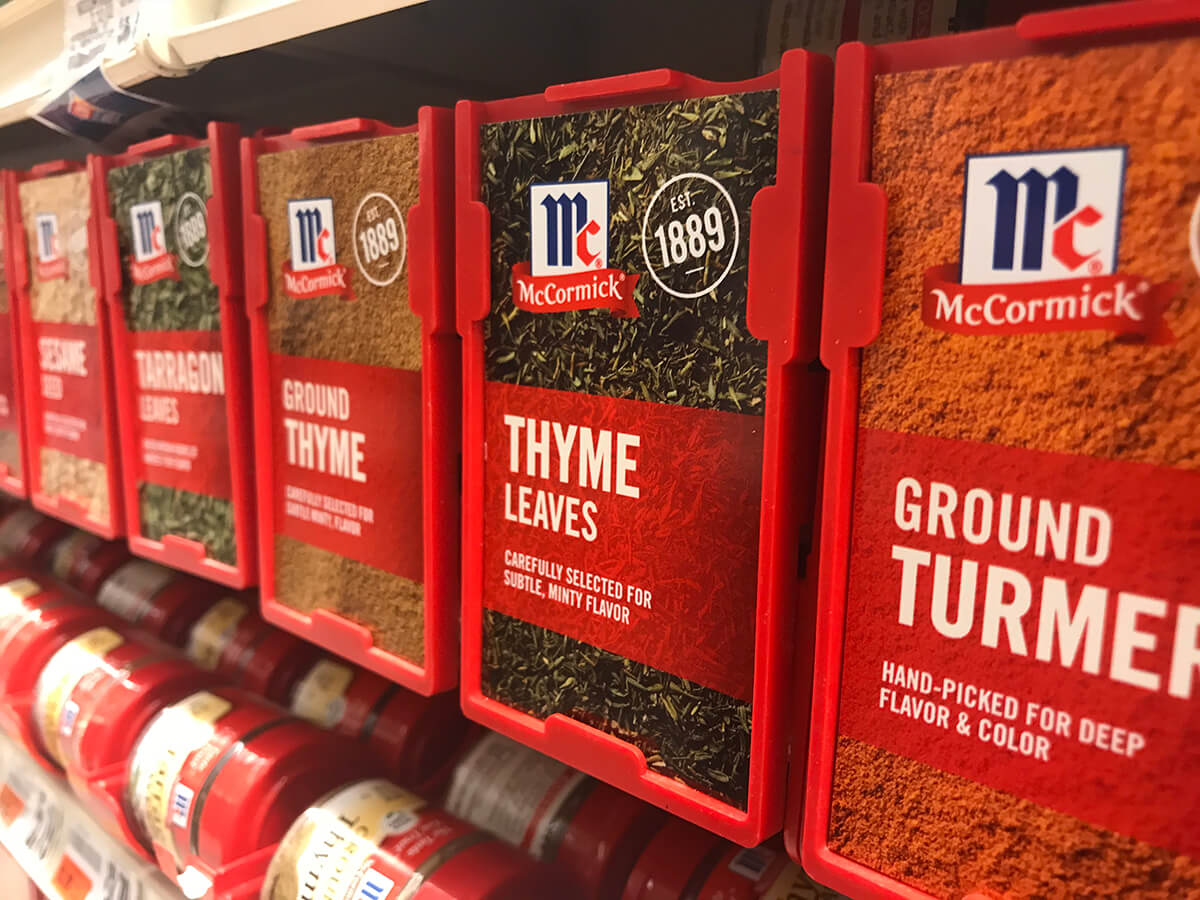 Mc
McCormick®
SESAME
SEED
Mc
McCormick
TARRAGON
LEAVES
Mc
McCormick
EST.
1889
GROUND
THYME
CAREFULLY SELECTED FOR
SUBTLE, MINTY, FLAVOR
Mc®
McCormick®
EST.
1889
THYME
LEAVES
CAREFULLY SELECTED FOR
SUBTLE, MINTY FLAVOR
Mc®
McCormick®
GROUND
TURMER
HAND-PICKED FOR DEEP
FLAVOR & COLOR